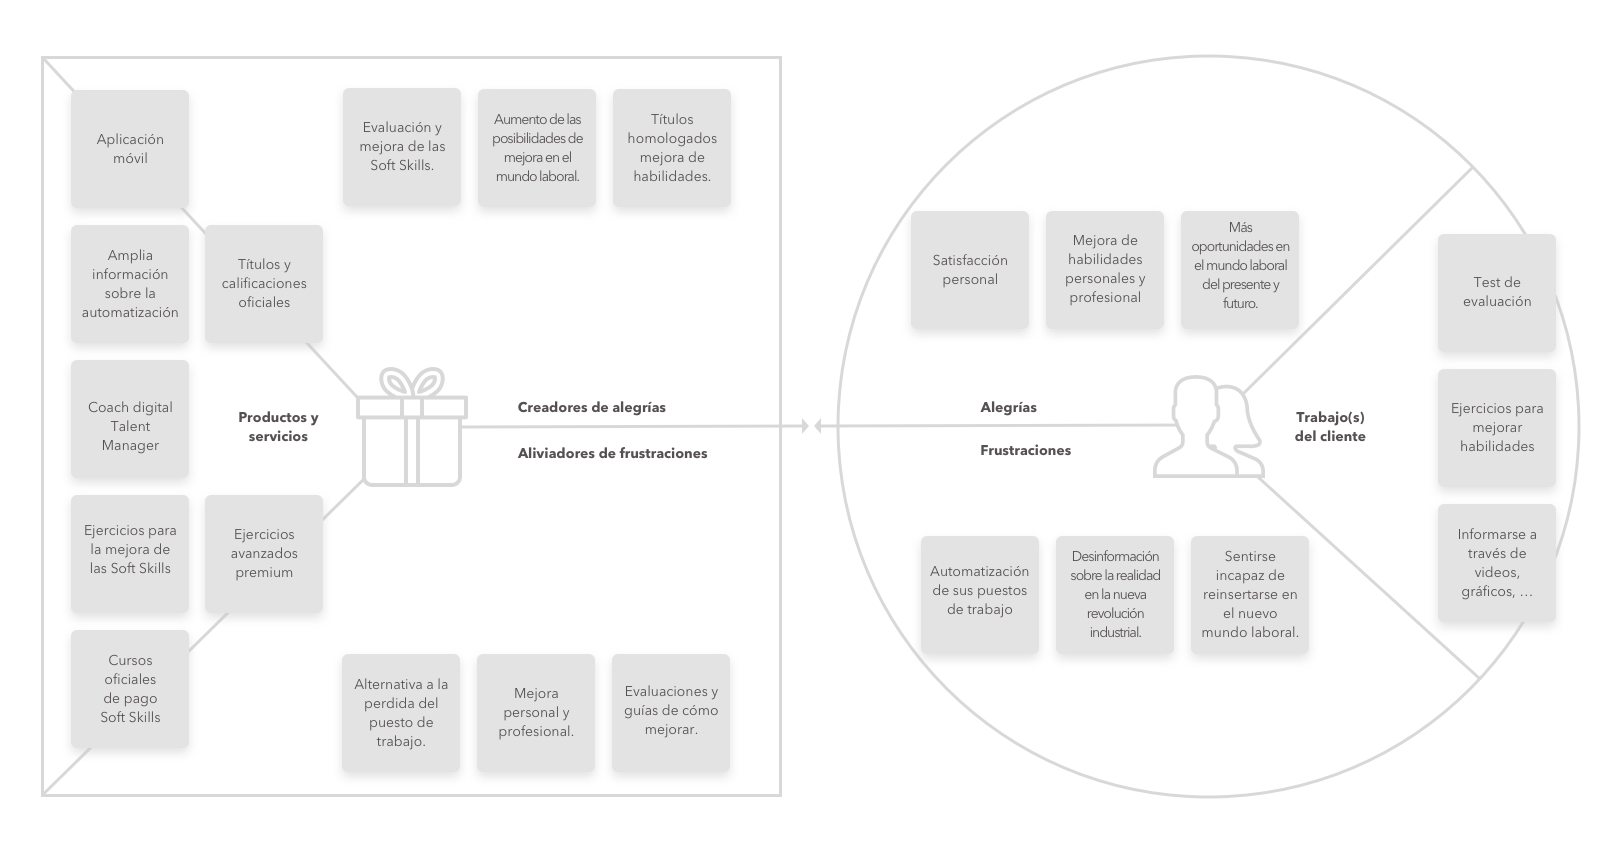 Aplicación
móvil
Amplia
información
sobre la
automatización
Títulos y
calificaciones
oficiales
Coach digital
Talent
Manager
Productos y
servicios
Ejercicios para
la mejora de
las Soft Skills
Ejercicios
avanzados
premium
Cursos
oficiales
de pago
Soft Skills
Evaluación y
mejora de las
Soft Skills.
Aumento de las
posibilidades de
mejora en el
mundo laboral.
Títulos
homologados
mejora de
habilidades.
Creadores de alegrías
Aliviadores de frustraciones
Alternativa a la
perdida del
puesto de
trabajo.
Mejora
personal y
profesional.
Evaluaciones y
guías de cómo
mejorar.
Satisfacción
personal
Mejora de
habilidades
personales y
profesional
Más
oportunidades en
el mundo laboral
del presente y
futuro.
Alegrías
Frustraciones
Automatización
de sus puestos
de trabajo
Desinformación
sobre la realidad
en la nueva
revolución
industrial.
Sentirse
incapaz de
reinsertarse en
el nuevo
mundo laboral.
Trabajo(s)
del cliente
Test de
evaluación
Ejercicios para
mejorar
habilidades
Informarse a
través de
videos,
gráficos, ...